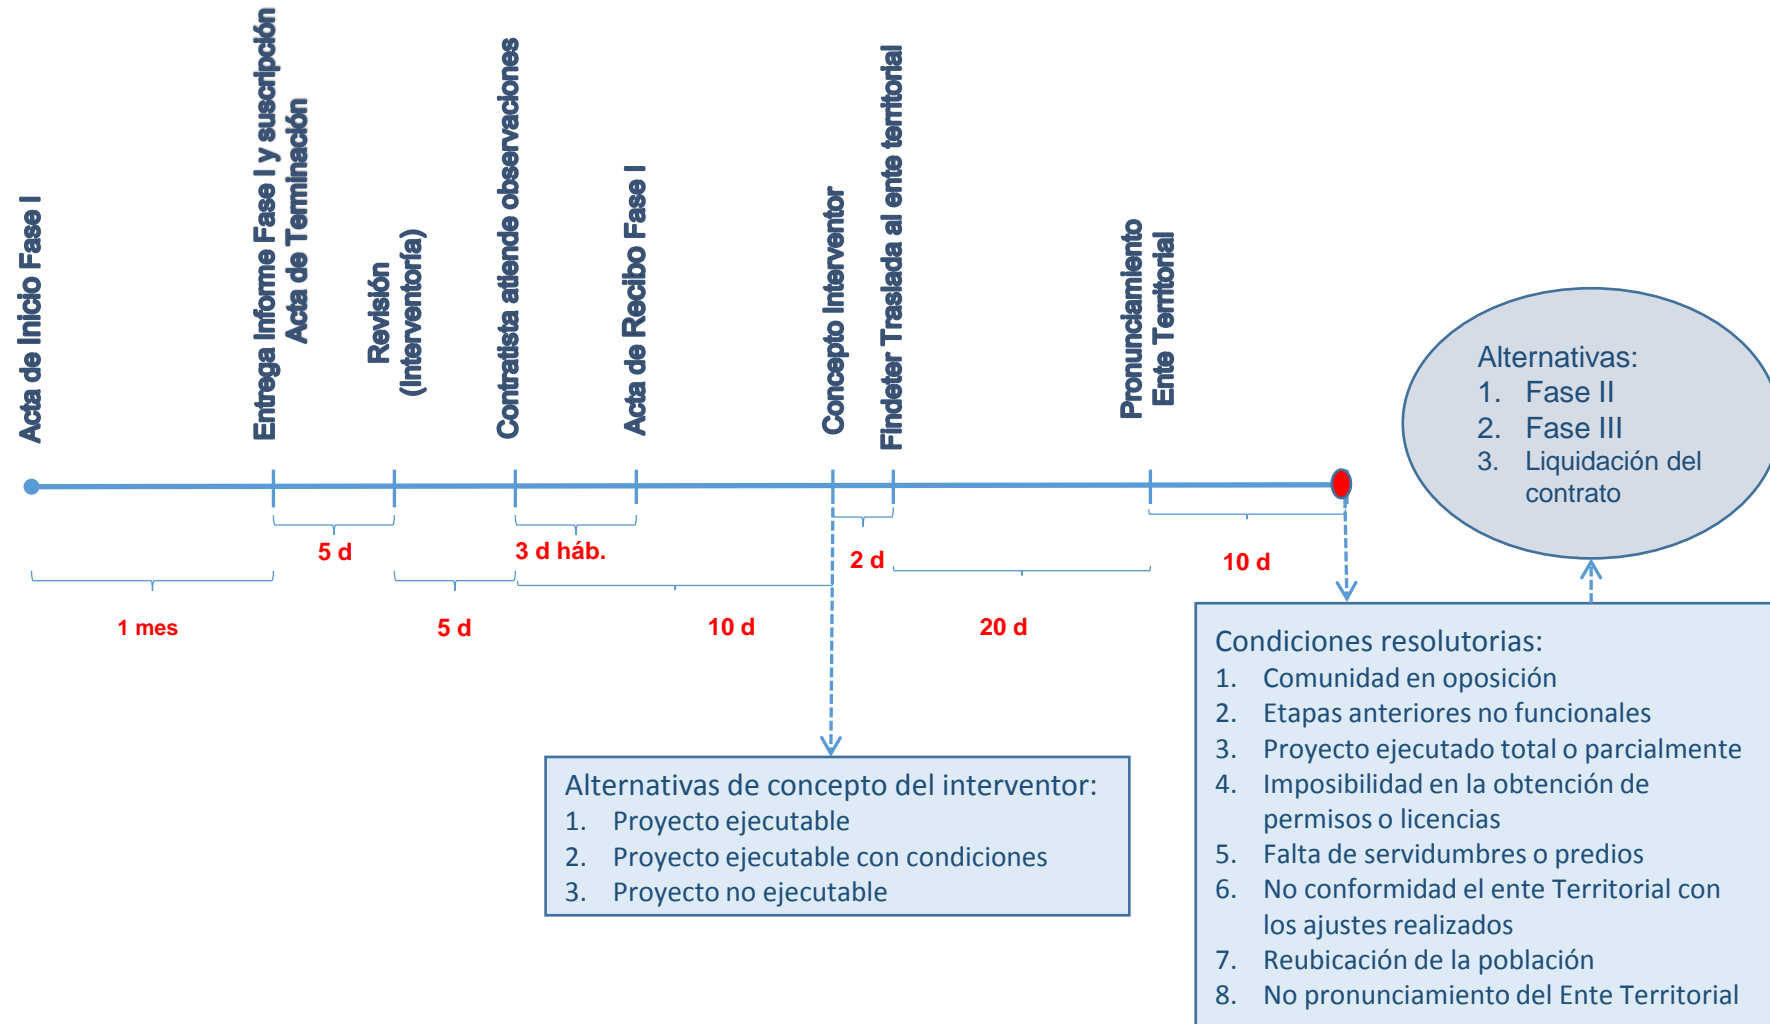 Acta de Inicio Fase I
Entrega Informe Fase I y suscripción
Acta de Terminación
Revisión
(Interventoría)
Contratista atiende observaciones
Acta de Recibo Fase I
Concepto Interventor
Findeter Traslada al ente territorial
Pronunciamiento
Ente Territorial
Alternativas:
1. Fase II
2. Fase III
3. Liquidación del
contrato
5 d
3 d háb.
2 d
10 d
1 mes
5 d
10 d
20 d
Alternativas de concepto del interventor:
1. Proyecto ejecutable
2. Proyecto ejecutable con condiciones
3. Proyecto no ejecutable
Condiciones resolutorias:
1. Comunidad en oposición
2. Etapas anteriores no funcionales
3. Proyecto ejecutado total o parcialmente
4. Imposibilidad en la obtención de
permisos o licencias
5. Falta de servidumbres o predios
6. No conformidad el ente Territorial con
los ajustes realizados
7. Reubicación de la población
8. No pronunciamiento del Ente Territorial